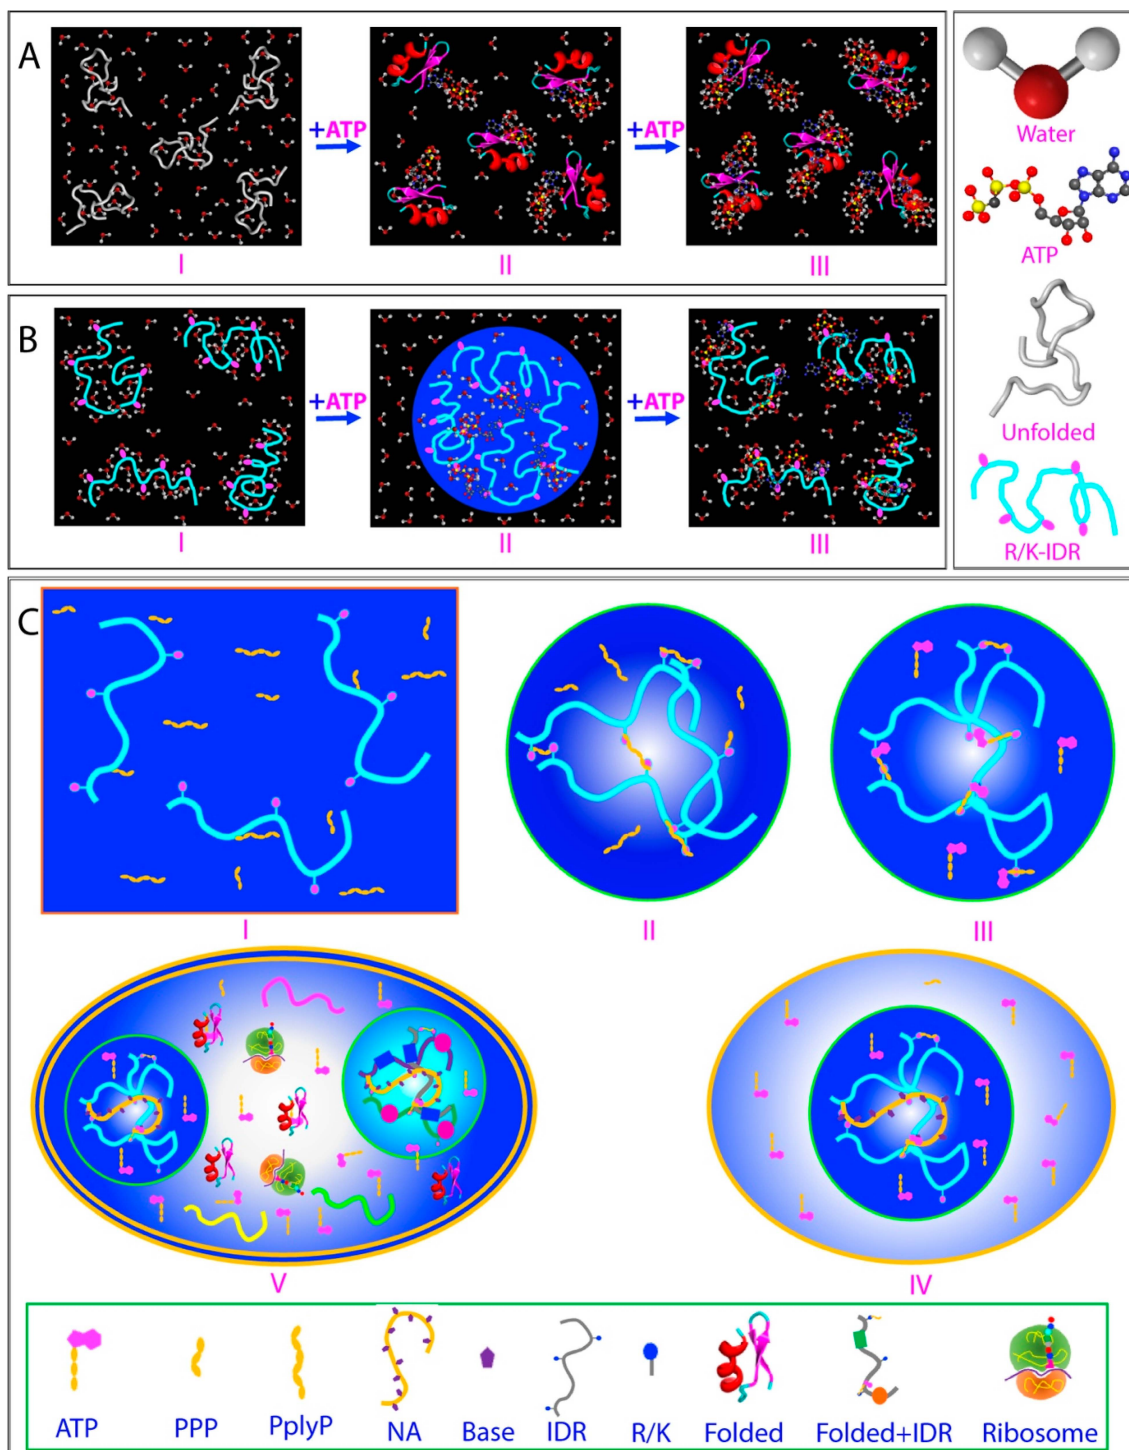 A
+ATP
+ATP
I
II
III
B
+ATP
+ATP
I
II
III
Water
ATP
Unfolded
R/K-IDR
C
I
II
III
V
IV
ATP
PPP
PplyP
NA
Base
IDR
R/K
Folded
Folded+IDR
Ribosome